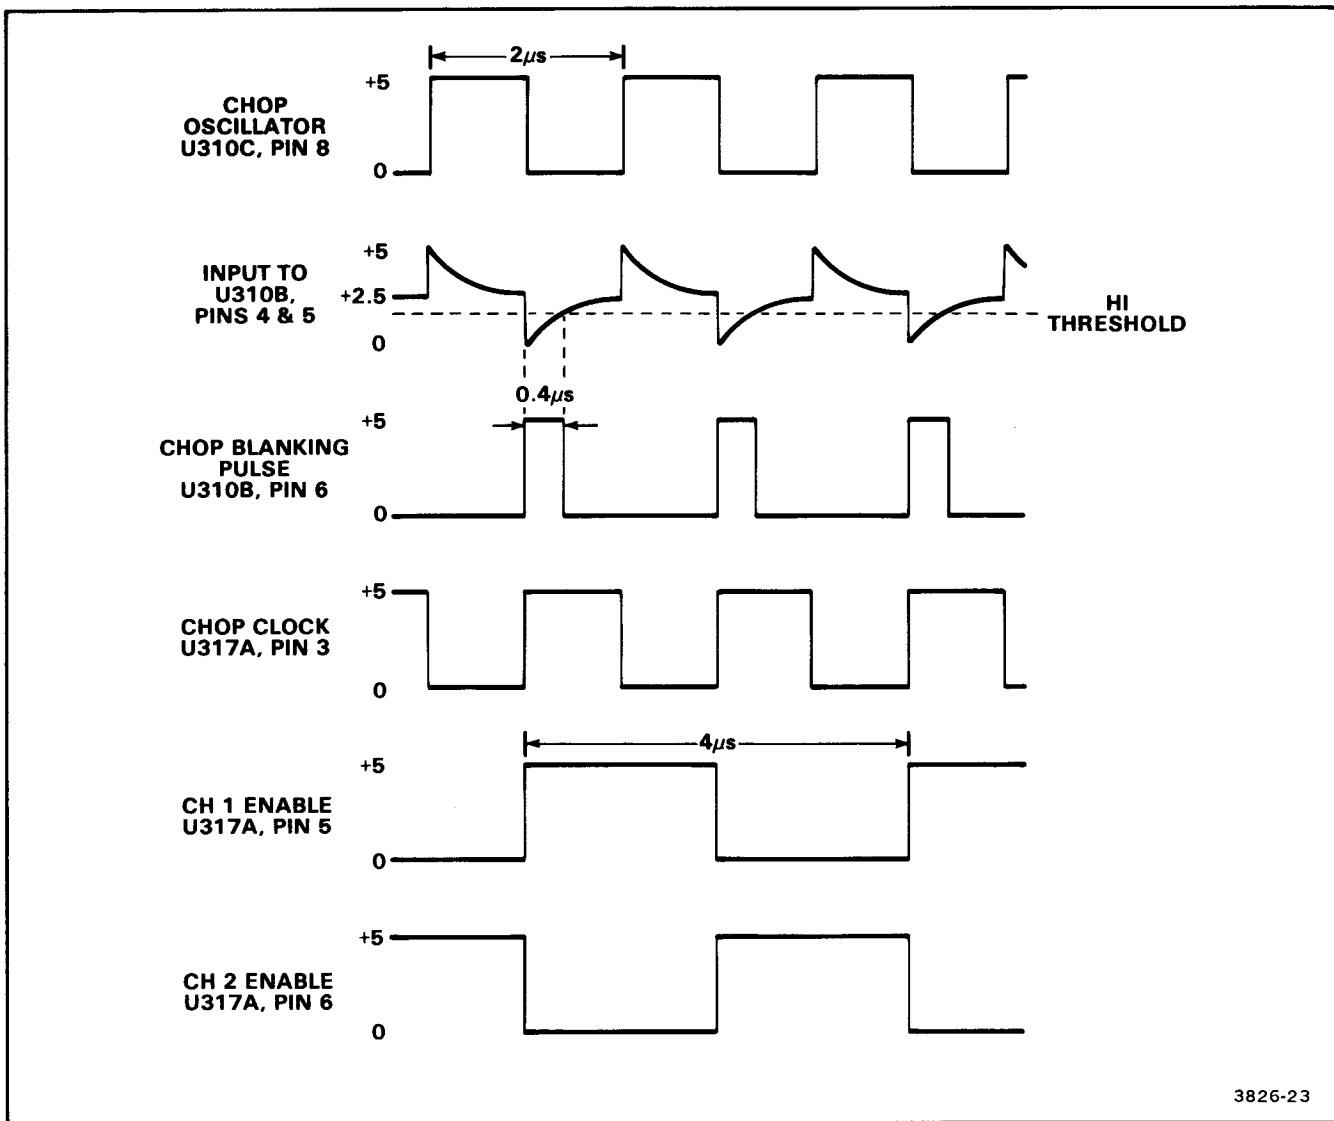 2μs
+5
CHOP
OSCILLATOR
U310C, PIN 8
0
+5
INPUT TO
U310B,
PINS 4 & 5
+2.5
HI
THRESHOLD
0
0.4μs
+5
CHOP BLANKING
PULSE
U310B, PIN 6
0
+5
CHOP CLOCK
U317A, PIN 3
0
4μs
+5
CH 1 ENABLE
U317A, PIN 5
0
+5
CH 2 ENABLE
U317A, PIN 6
0
3826-23